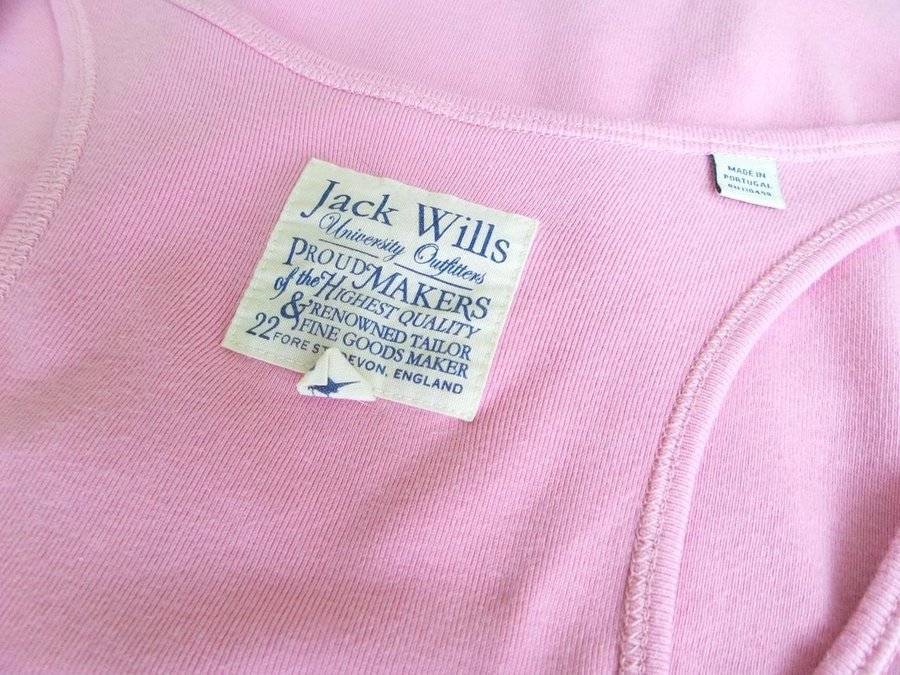 Jack Wills
University Outfitters
PROUD MAKERS
of the HIGHEST QUALITY
& RENOWNED TAILOR
FINE GOODS MAKER
22 FORE ST, DEVON, ENGLAND
MADE IN
PORTUGAL